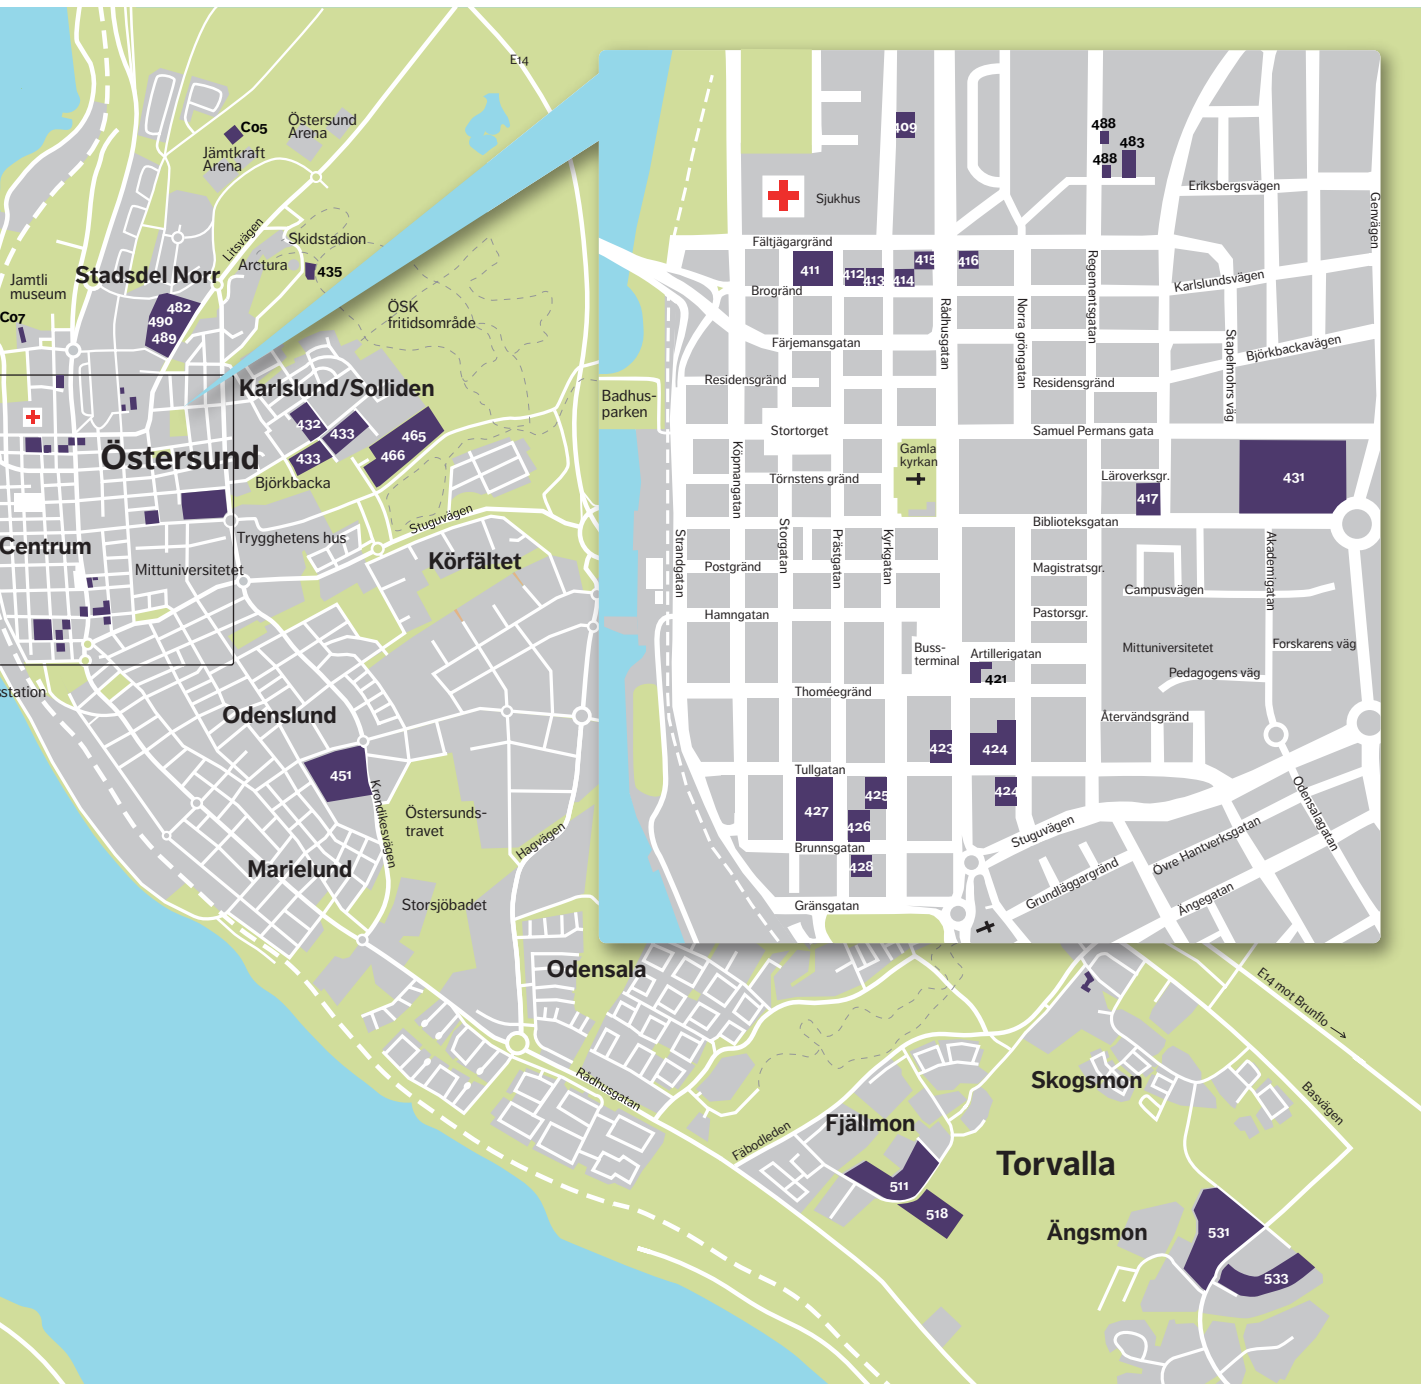 E14
Co5
Östersund
Arena
Jämtkraft
Arena
Litsvägen
Skidstadion
Arctura
435
Stadsdel Norr
Jamtli
museum
Co7
482
490
489
ÖSK
fritidsområde
Karlslund/Solliden
432
433
433
465
466
Östersund
Björkbacka
Stuguvägen
Trygghetens hus
Centrum
Körfältet
Mittuniversitetet
sstation
Odenslund
451
Krondikesvägen
Östersunds-
travet
Hagvägen
Marielund
Storsjöbadet
Odensala
Rådhusgatan
Fäbodleden
Fjällmon
511
518
Skogsmon
Torvalla
Ängsmon
531
533
E14 mot Brunflo →
Basvägen
Badhus-
parken
409
488
483
488
Sjukhus
Eriksbergsvägen
Genvägen
Fältjägargränd
411
412
413
414
415
416
Brogränd
Regementsgatan
Karlslundsvägen
Rådhusgatan
Norra gröngatan
Färjemansgatan
Stapelmohrs väg
Björkbackavägen
Residensgränd
Residensgränd
Stortorget
Samuel Permans gata
Gamla
kyrkan
Köpmangatan
Törnstens gränd
Läroverksgr.
417
431
Biblioteksgatan
Strandgatan
Storgatan
Prästgatan
Kyrkgatan
Akademigatan
Postgränd
Magistratsgr.
Campusvägen
Hamngatan
Pastorsgr.
Buss-
terminal
Artillerigatan
Mittuniversitetet
Forskarens väg
421
Pedagogens väg
Thoméegränd
Återvändsgränd
423
424
Tullgatan
427
425
426
424
Odensalagatan
Stuguvägen
Brunnsgatan
428
Övre Hantverksgatan
Grundläggargränd
Ängegatan
Gränsgatan